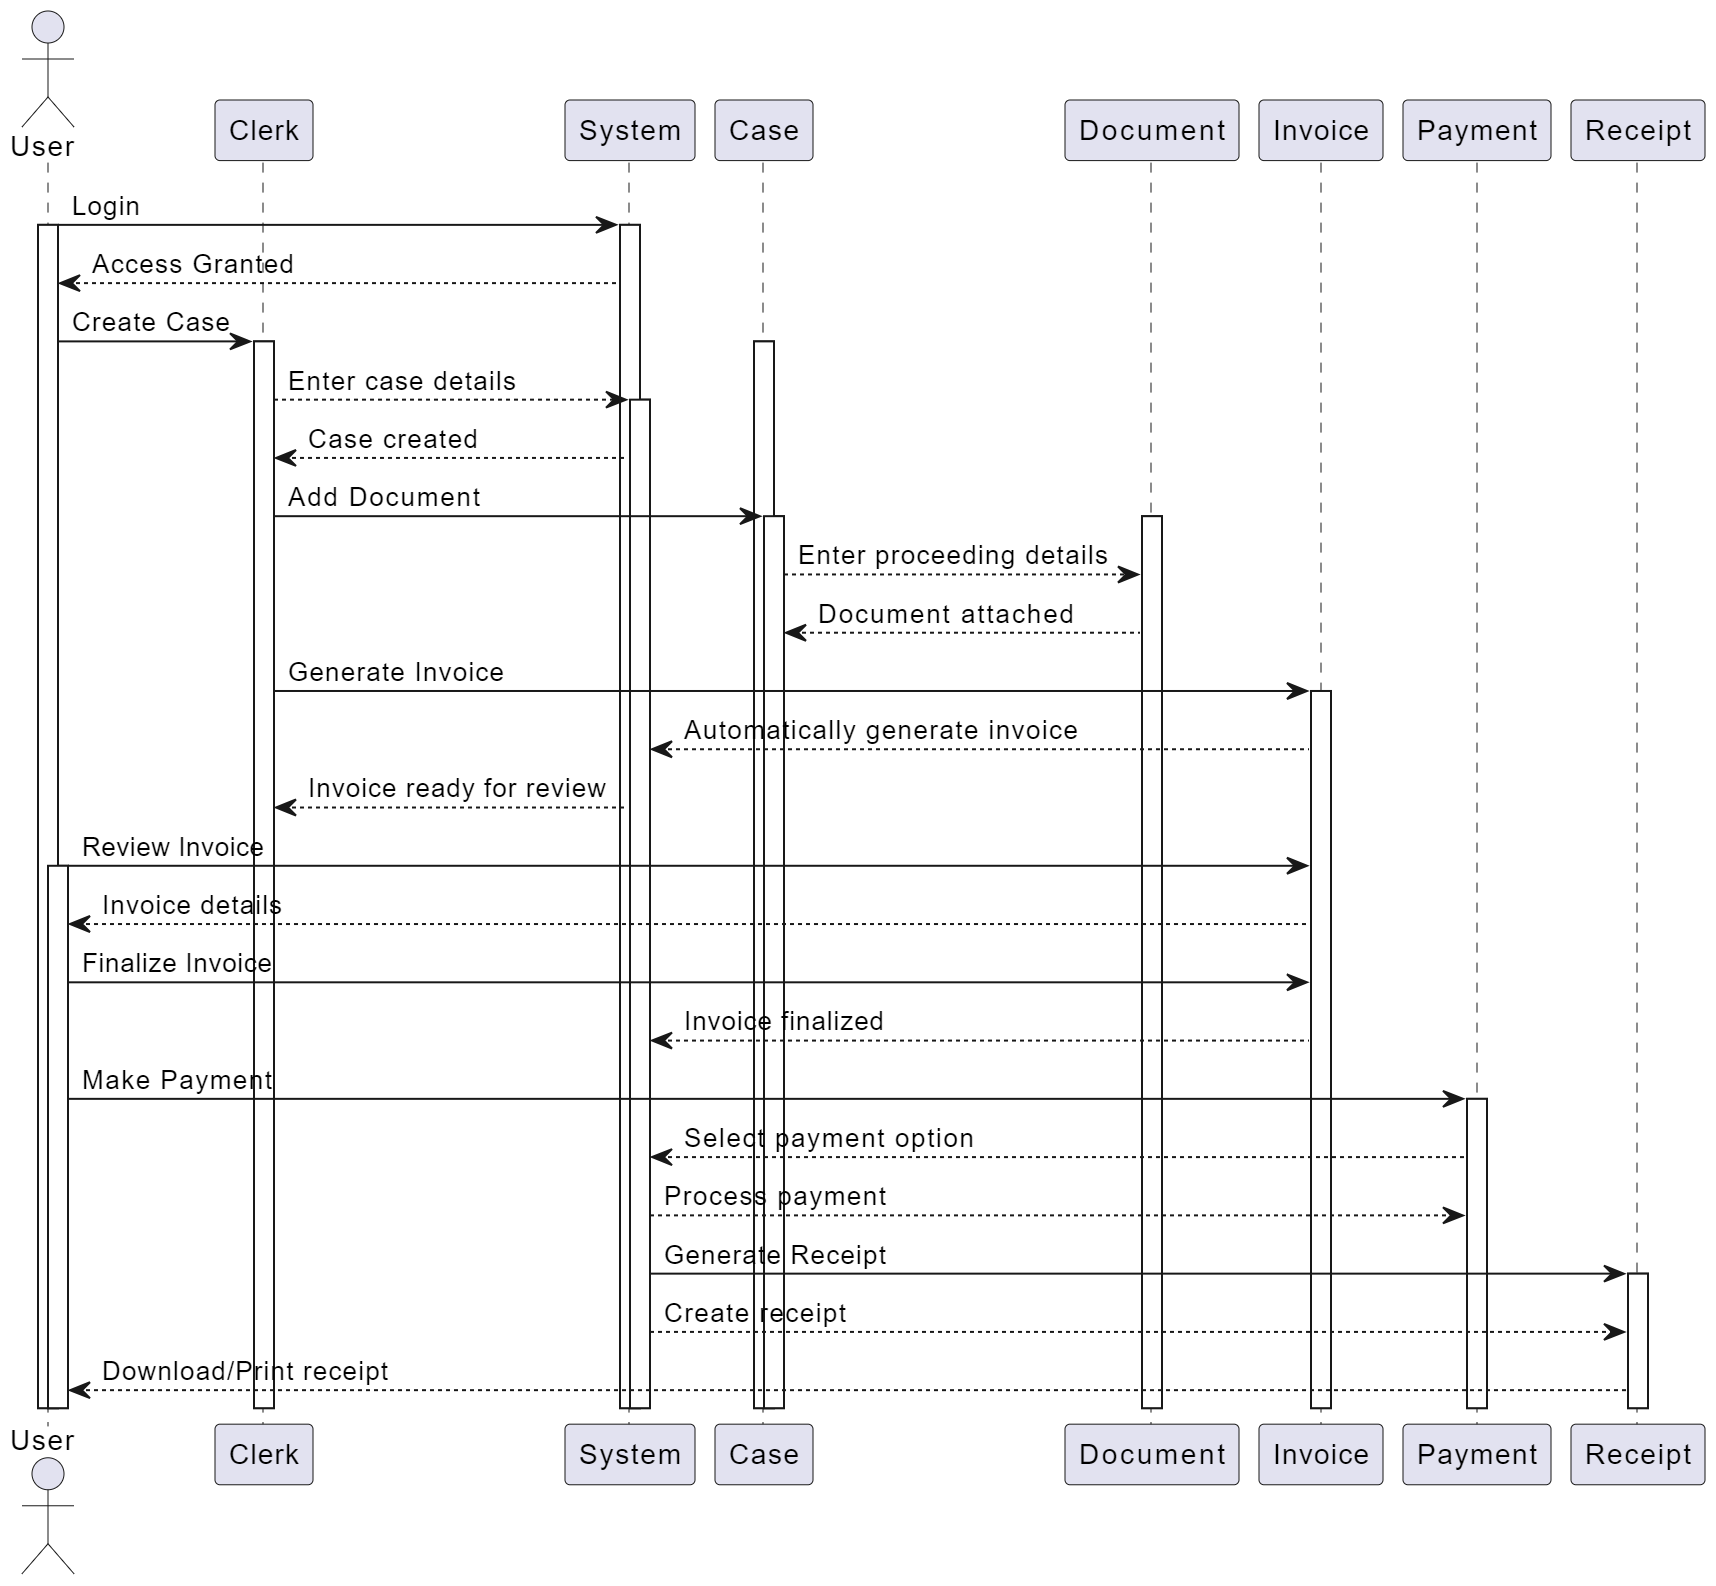 User
Clerk
System
Case
Document
Invoice
Payment
Receipt
Login
Access Granted
Create Case
Enter case details
Case created
Add Document
Enter proceeding details
Document attached
Generate Invoice
Automatically generate invoice
Invoice ready for review
Review Invoice
Invoice details
Finalize Invoice
Invoice finalized
Make Payment
Select payment option
Process payment
Generate Receipt
Create receipt
Download/Print receipt
User
Clerk
System
Case
Document
Invoice
Payment
Receipt